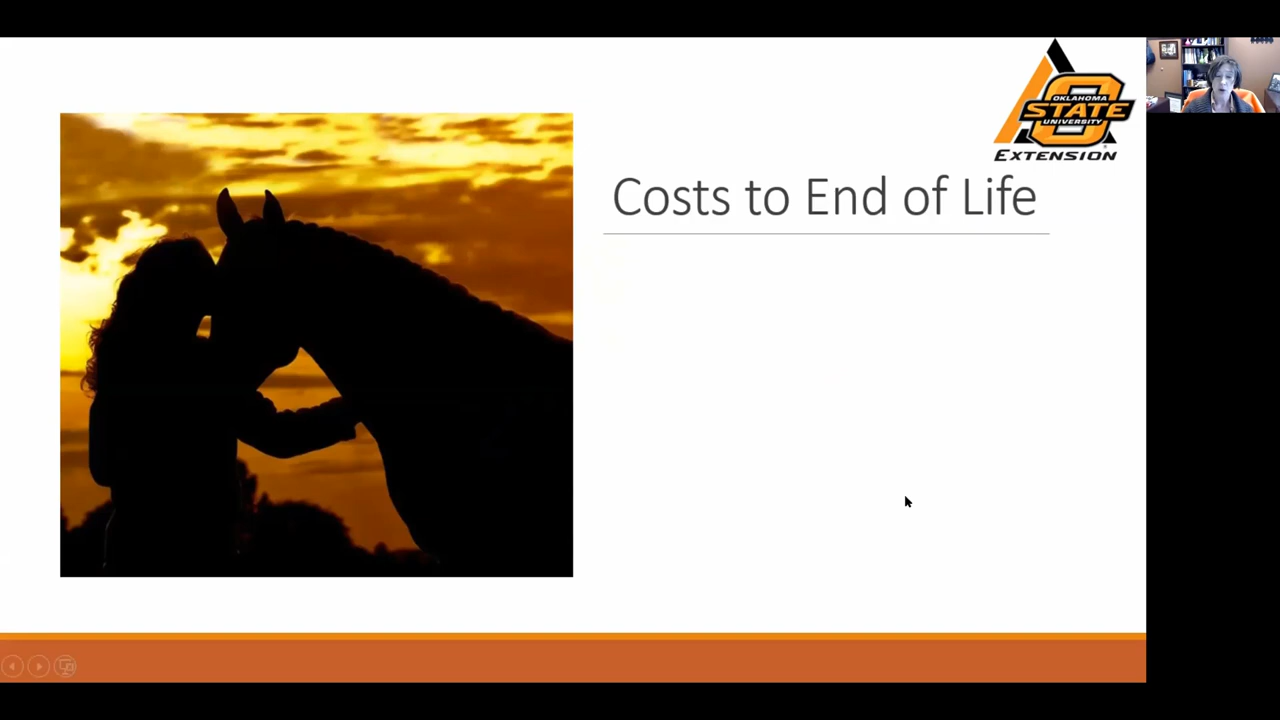 OKLAHOMA
STATE
UNIVERSITY
EXTENSION
Costs to End of Life